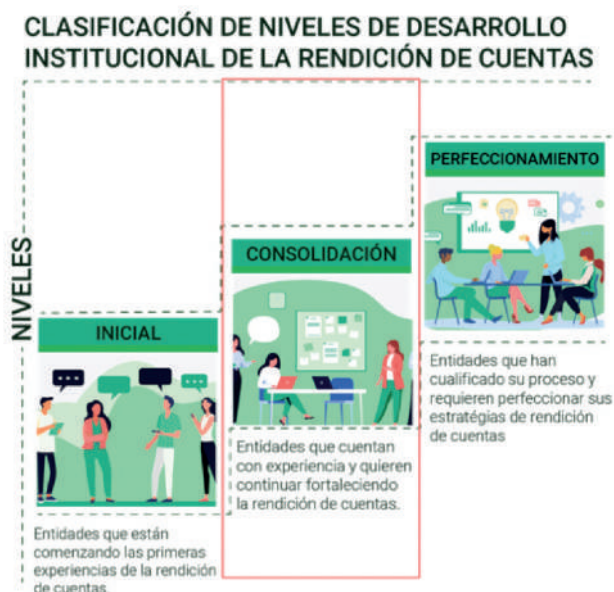 CLASIFICACIÓN DE NIVELES DE DESARROLLO
INSTITUCIONAL DE LA RENDICIÓN DE CUENTAS
NIVELES
INICIAL
Entidades que están
comenzando las primeras
experiencias de la rendición
de cuentas
CONSOLIDACIÓN
Entidades que cuentan
con experiencia y quieren
continuar fortaleciendo
la rendición de cuentas.
PERFECCIONAMIENTO
Entidades que han
cualificado su proceso y
requieren perfeccionar sus
estratégias de rendición
de cuentas